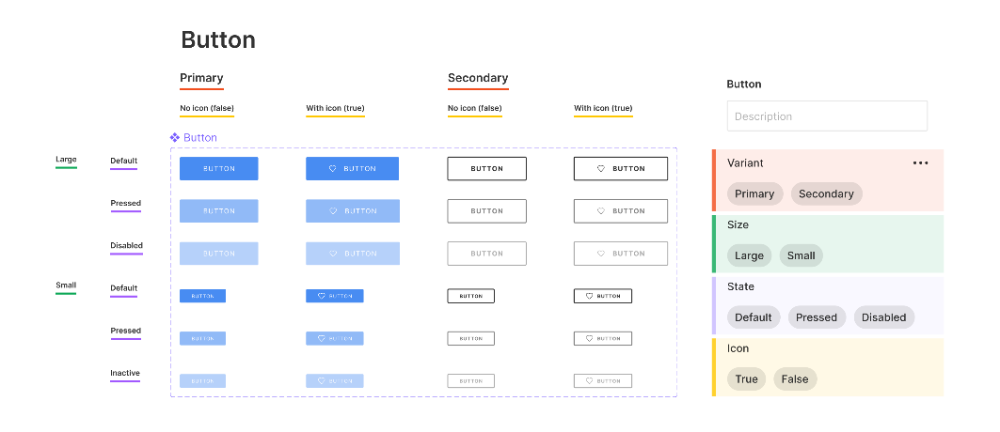 Button
Primary
Secondary
No icon (false)
With icon (true)
No icon (false)
With icon (true)
Button
Large
Default
BUTTON
BUTTON
BUTTON
BUTTON
Pressed
BUTTON
BUTTON
BUTTON
BUTTON
Disabled
BUTTON
BUTTON
BUTTON
BUTTON
Small
Default
BUTTON
BUTTON
BUTTON
BUTTON
Pressed
BUTTON
BUTTON
BUTTON
BUTTON
Inactive
BUTTON
BUTTON
BUTTON
BUTTON
Button
Description
Variant
Primary
Secondary
Size
Large
Small
State
Default
Pressed
Disabled
Icon
True
False